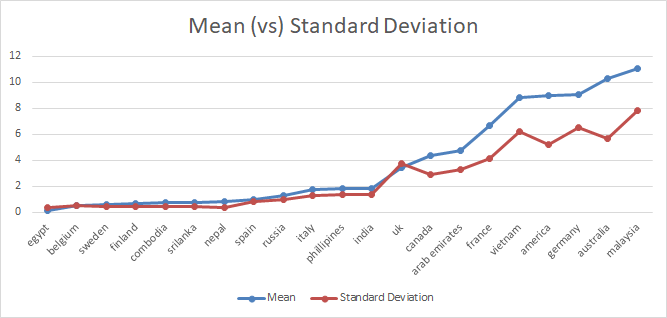 Mean (vs) Standard Deviation
12
10
8
6
4
2
0
egypt
belgium
sweden
finland
combodia
srilanka
nepal
spain
russia
italy
phillipines
india
uk
canada
arab emirates
france
vietnam
america
germany
australia
malaysia
Mean Standard Deviation